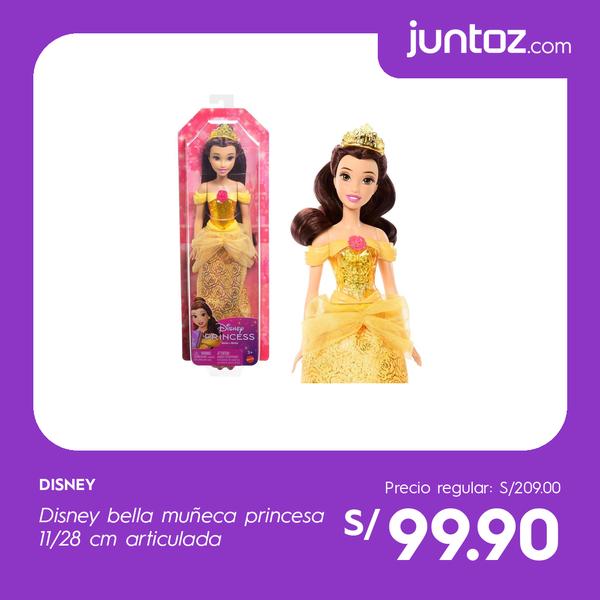 juntoz.com
Disney
PRINCESS
3+
DISNEY
Disney bella muñeca princesa
11/28 cm articulada
Precio regular: S/209.00
S/99.90